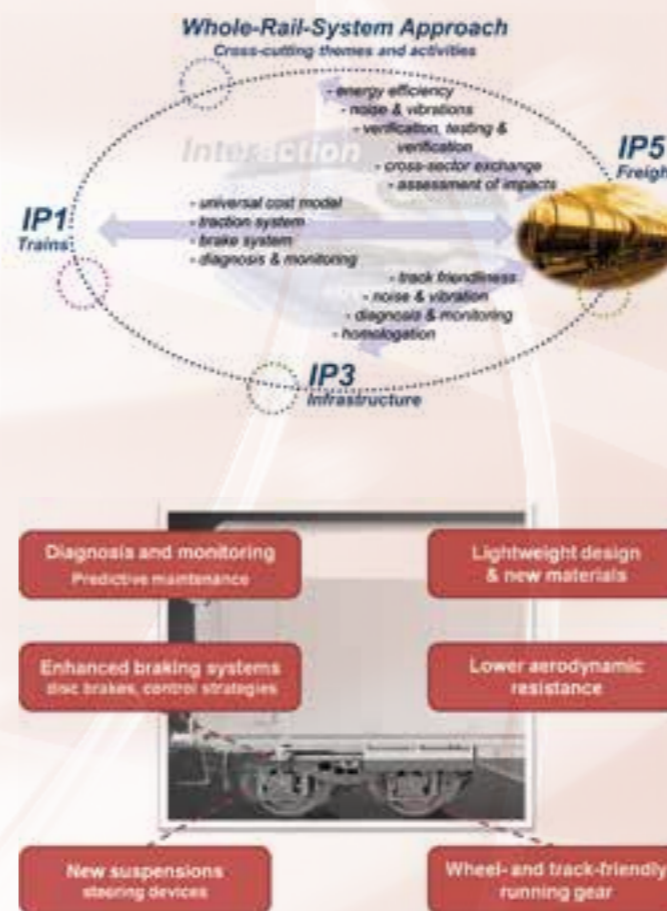 Whole-Rail-System Approach
Cross-cutting themes and activities
- energy efficiency
- noise & vibrations
- verification, testing &
verification
- cross-sector exchange
- assessment of impacts
Interaction
IP5
Freigh
IP1
Trains
- universal cost model
- traction system
- brake system
- diagnosis & monitoring
- track friendliness
- noise & vibration
- diagnosis & monitoring
- homologation
IP3
Infrastructure
Diagnosis and monitoring
Predictive maintenance
Lightweight design
& new materials
Enhanced braking systems
disc brakes, control strategies
Lower aerodynamic
resistance
New suspensions
steering devices
Wheel- and track-friendly
running gear